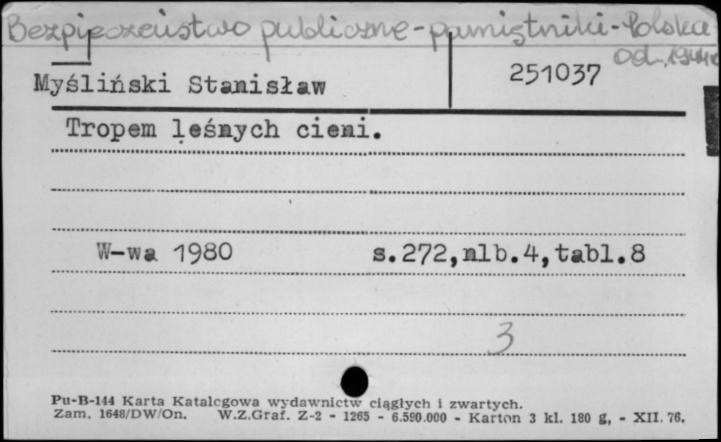 Bezpieczeństwo publiczne - pamiętniki - Polska
od 1944r
Myśliński Stanisław 251037
Tropem leśnych cieni.
W-wa 1980 s.272,nlb.4,tabl.8
3
Pu-B-144 Karta Katalogowa wydawnictw ciągłych i zwartych.
Zam. 1648/DW/On. W.Z.Graf. Z-2 - 1265 - 6.590.000 - Karton 3 kl. 180 g, - XII. 76.